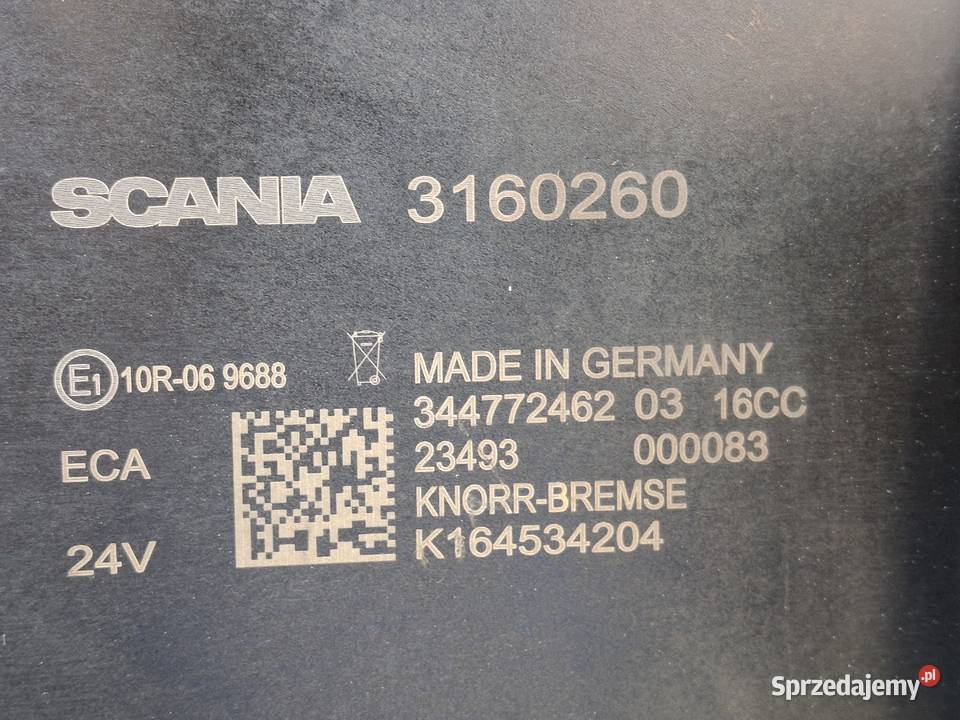 SCANIA 3160260
E1 10R-06 9688
MADE IN GERMANY
344772462 03 16CC
ECA
23493 000083
KNORR-BREMSE
24V
K164534204
Sprzedajemy.pl